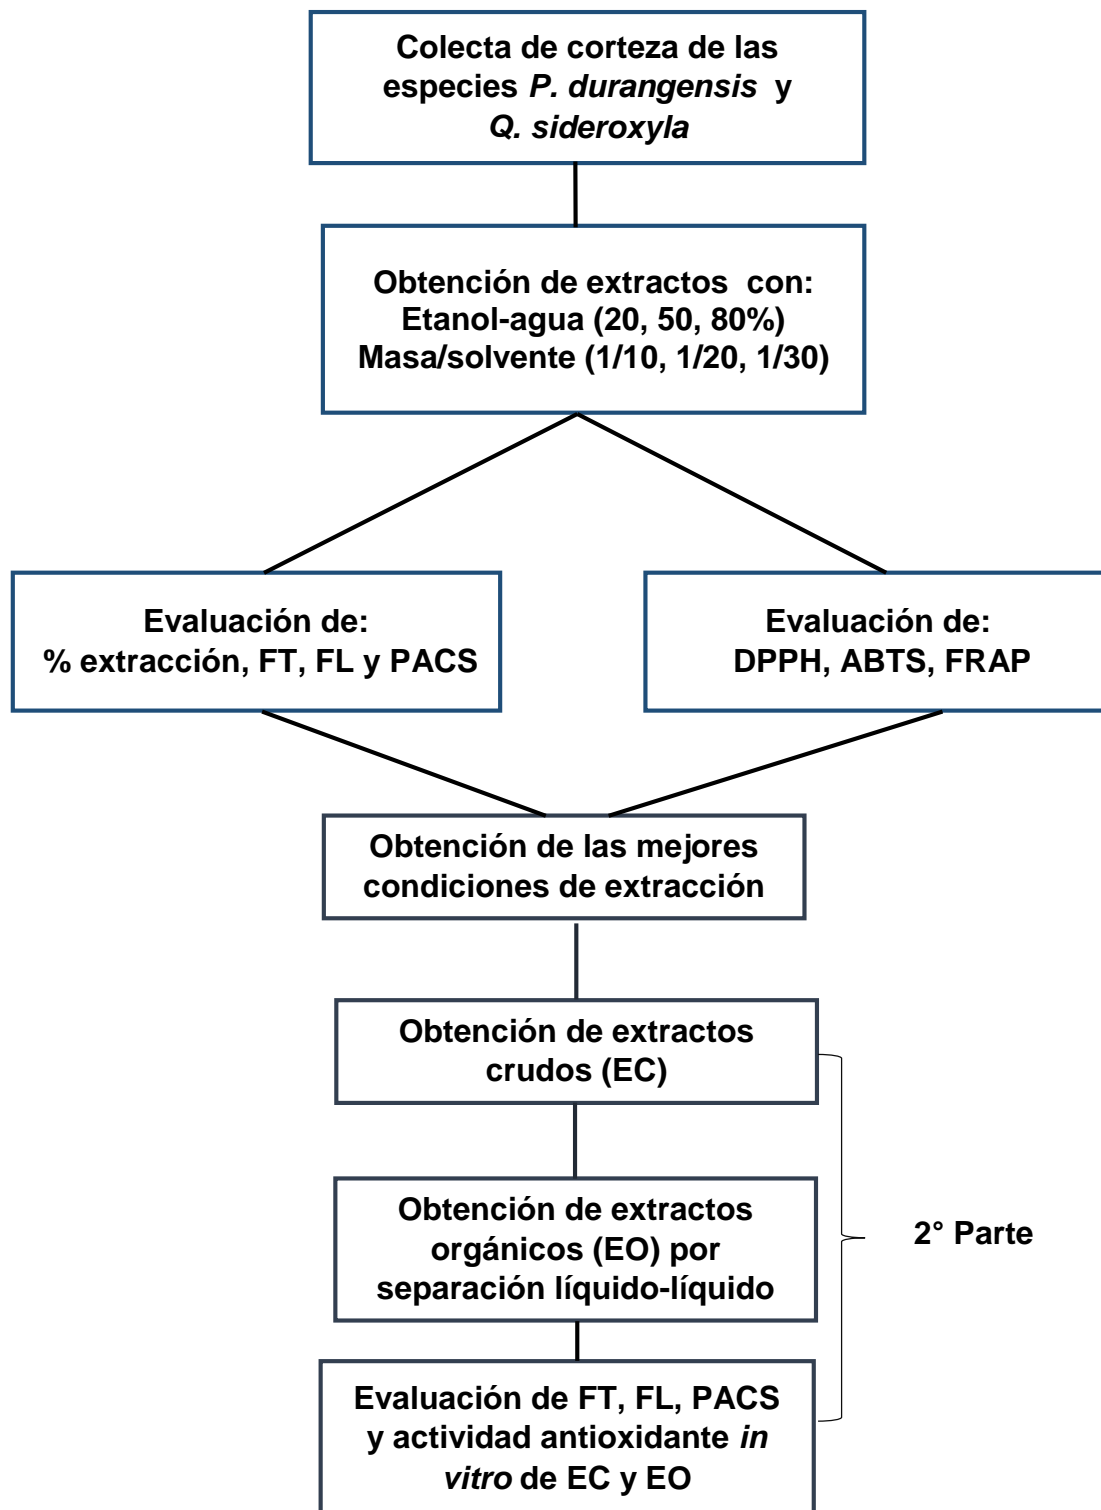 Colecta de corteza de las
especies P. durangensis y
Q. sideroxyla
Obtención de extractos con:
Etanol-agua (20, 50, 80%)
Masa/solvente (1/10, 1/20, 1/30)
Evaluación de:
% extracción, FT, FL y PACS
Evaluación de:
DPPH, ABTS, FRAP
Obtención de las mejores
condiciones de extracción
Obtención de extractos
crudos (EC)
Obtención de extractos
orgánicos (EO) por
separación líquido-líquido
2° Parte
Evaluación de FT, FL, PACS
y actividad antioxidante in
vitro de EC y EO